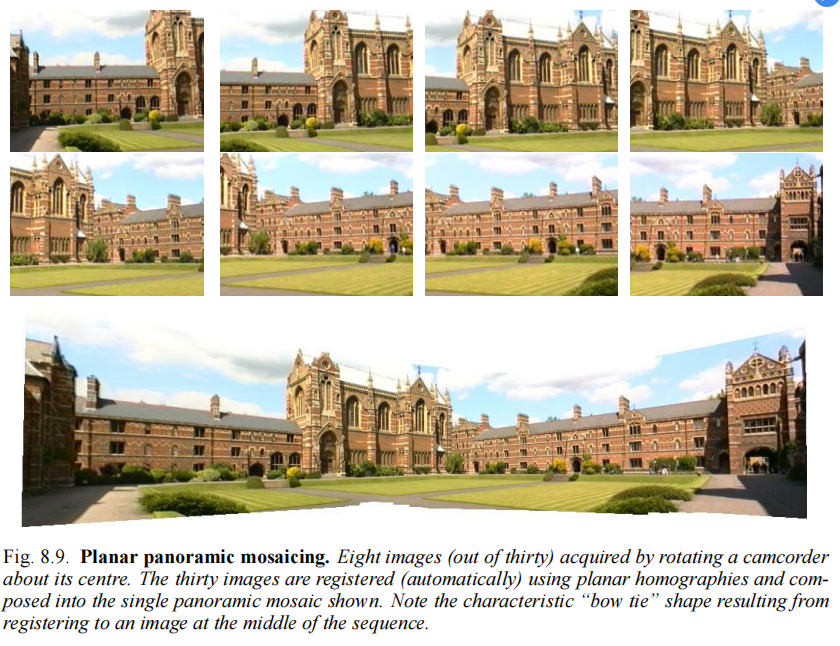 Fig. 8.9. Planar panoramic mosaicing. Eight images (out of thirty) acquired by rotating a camcorder
about its centre. The thirty images are registered (automatically) using planar homographies and com-
posed into the single panoramic mosaic shown. Note the characteristic “bow tie” shape resulting from
registering to an image at the middle of the sequence.